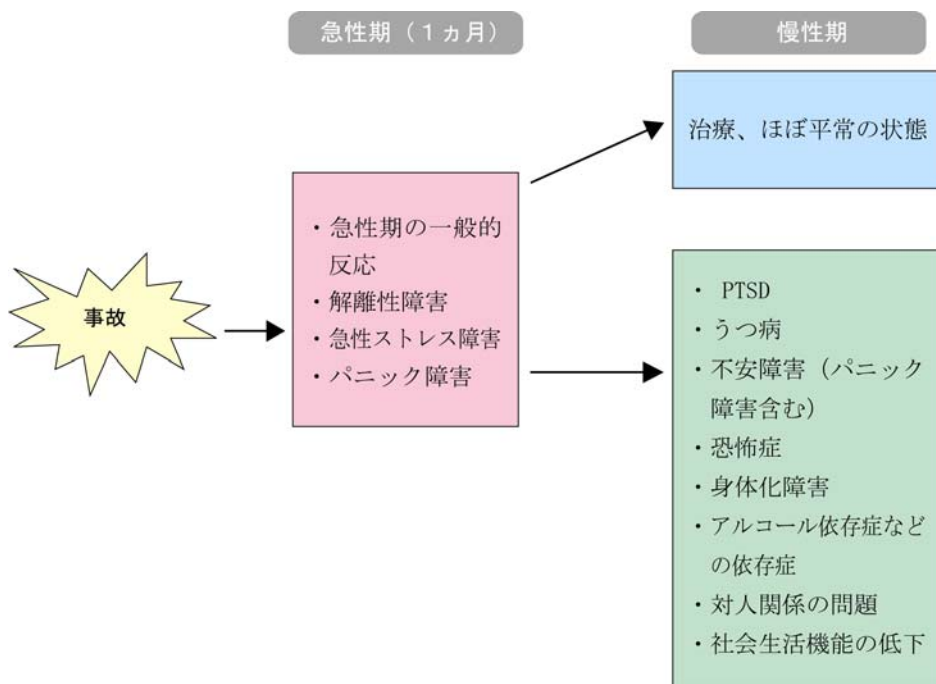 急性期（１ヵ月）
慢性期
治療、ほぼ平常の状態
事故
・急性期の一般的
反応
・解離性障害
・急性ストレス障害
・パニック障害
・ PTSD
・うつ病
・不安障害（パニック
障害含む）
・恐怖症
・身体化障害
・アルコール依存症など
の依存症
・対人関係の問題
・社会生活機能の低下